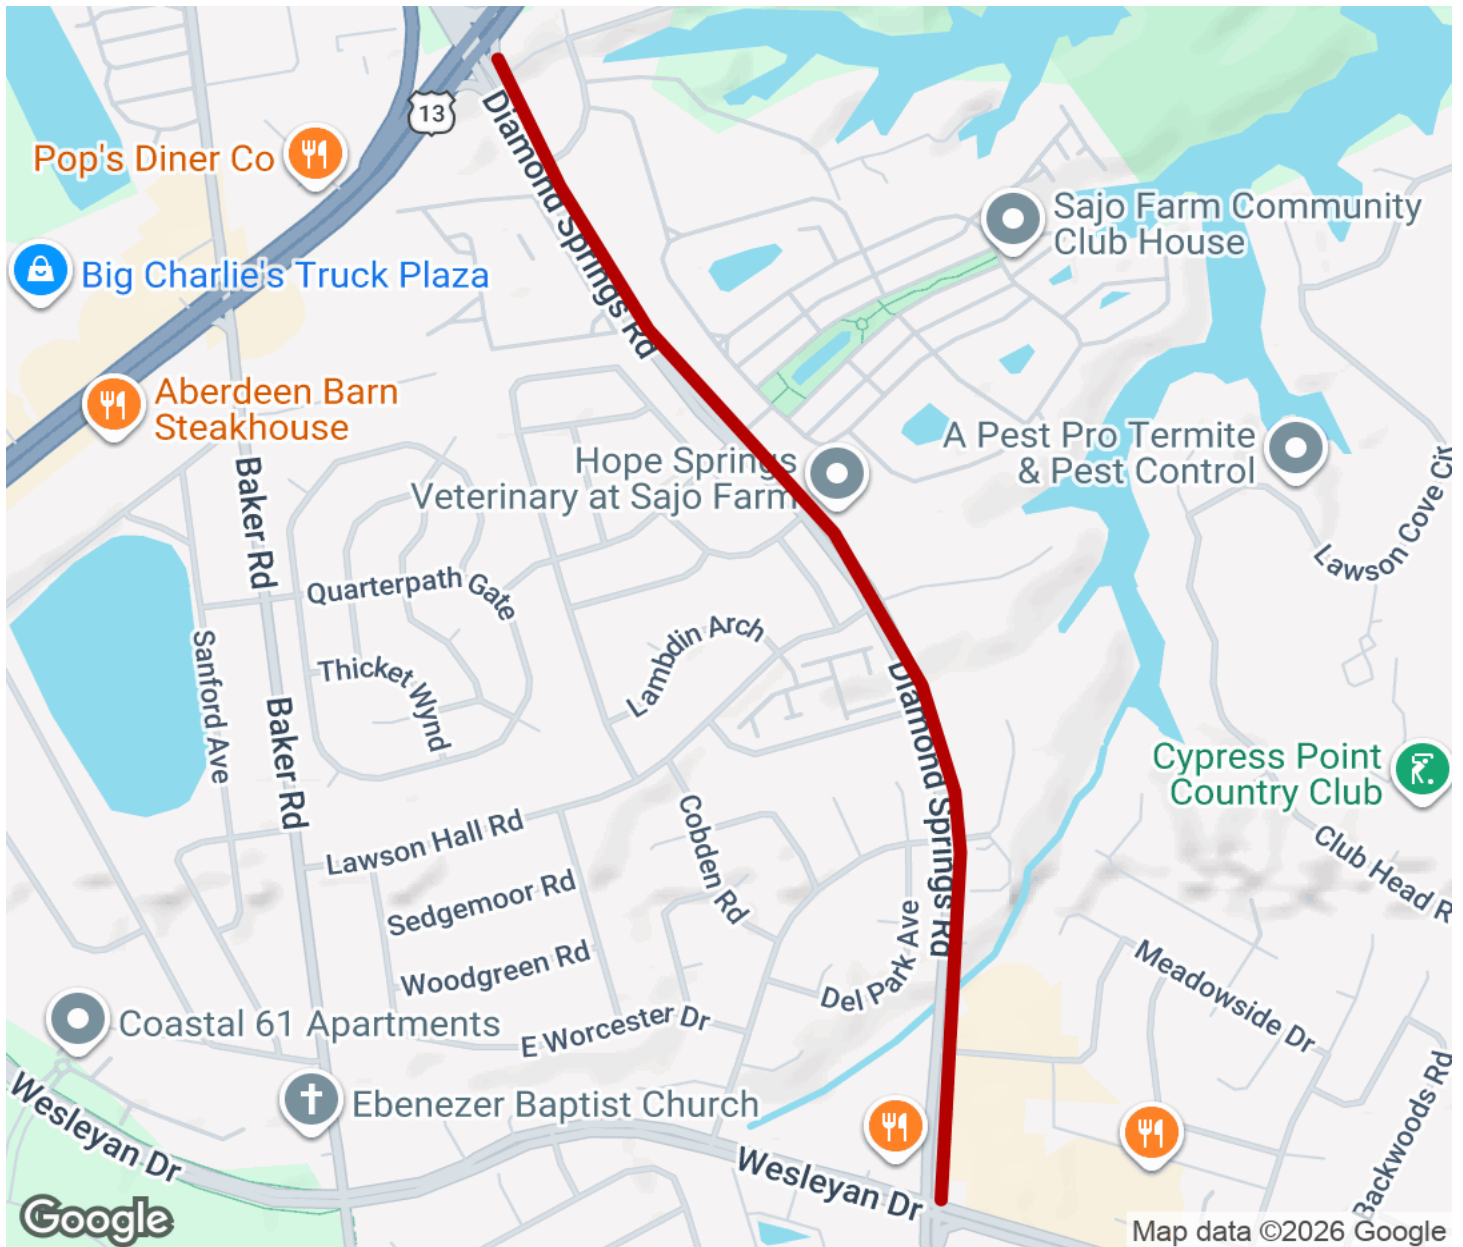 13
Diamond Springs Rd
Pop's Diner Co
Sajo Farm Community
Club House
Big Charlie's Truck Plaza
Aberdeen Barn
Steakhouse
A Pest Pro Termite
& Pest Control
Hope Springs
Veterinary at Sajo Farm
Baker Rd
Lawson Cove Cir
Quarterpath Gate
Lambdin Arch
Sanford Ave
Thicket Wynd
Diamond Springs Rd
Baker Rd
Cypress Point
Country Club
Lawson Hall Rd
Cobden Rd
Club Head R
Sedgemoor Rd
Del Park Ave
Woodgreen Rd
Meadowside Dr
Coastal 61 Apartments
E Worcester Dr
Backwoods Rd
Wesleyan Dr
Ebenezer Baptist Church
Wesleyan Dr
Google
Map data ©2026 Google